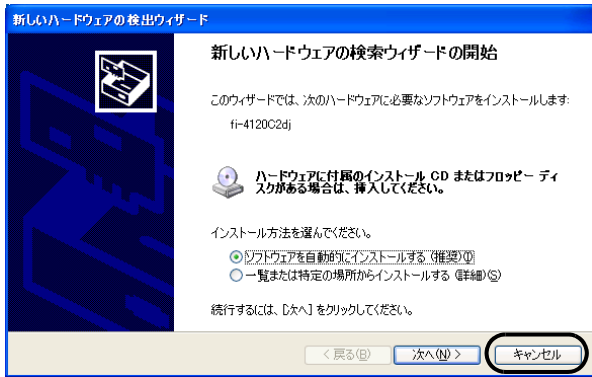 新しいハードウェアの検出ウィザード
新しいハードウェアの検索ウィザードの開始
このウィザードでは、次のハードウェアに必要なソフトウェアをインストールします:
fi-4120C2dj
ハードウェアに付属のインストール CD またはフロッピー ディ
スクがある場合は、挿入してください。
インストール方法を選んでください。
ソフトウェアを自動的にインストールする (推奨)(I)
一覧または特定の場所からインストールする (詳細)(S)
続行するには、[次へ] をクリックしてください。
< 戻る(B) 次へ(N) > キャンセル